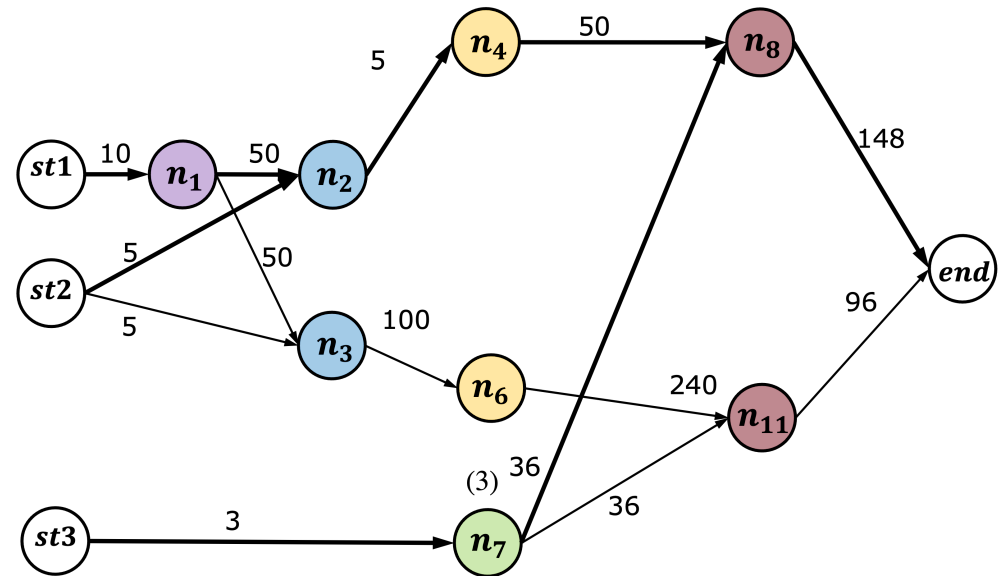 50
n₄
n₈
5
148
st1
10
n₁
50
n₂
5
50
st2
end
5
100
96
n₃
n₆
240
n₁₁
(3)
36
36
st3
3
n₇